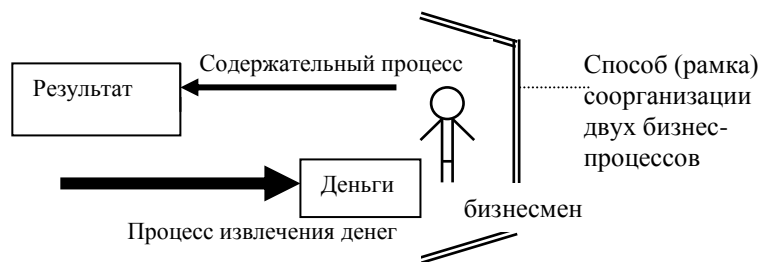 Содержательный процесс
Результат
Способ (рамка)
соорганизации
двух бизнес-
процессов
Деньги
бизнесмен
Процесс извлечения денег